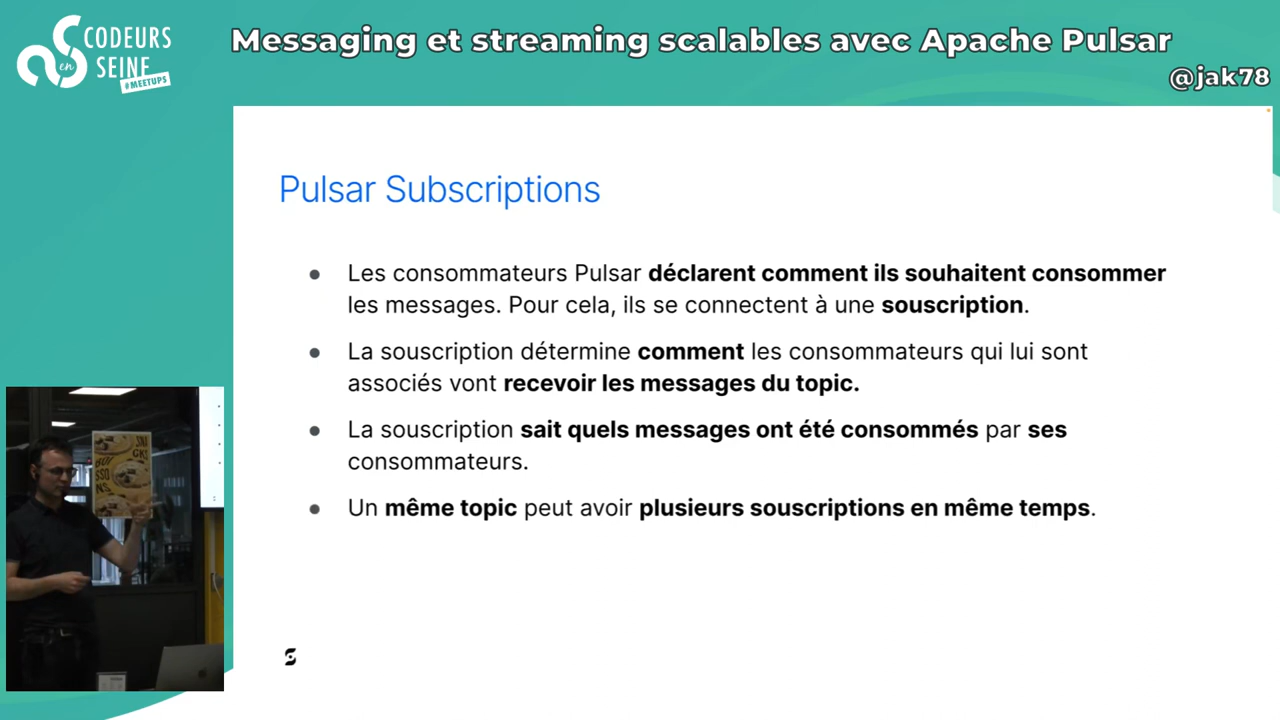 CODEURS
en
SEINE
#MEETUPS
Messaging et streaming scalables avec Apache Pulsar
@jak78
Pulsar Subscriptions
Les consommateurs Pulsar déclarent comment ils souhaitent consommer
les messages. Pour cela, ils se connectent à une souscription.
La souscription détermine comment les consommateurs qui lui sont
associés vont recevoir les messages du topic.
La souscription sait quels messages ont été consommés par ses
consommateurs.
Un même topic peut avoir plusieurs souscriptions en même temps.